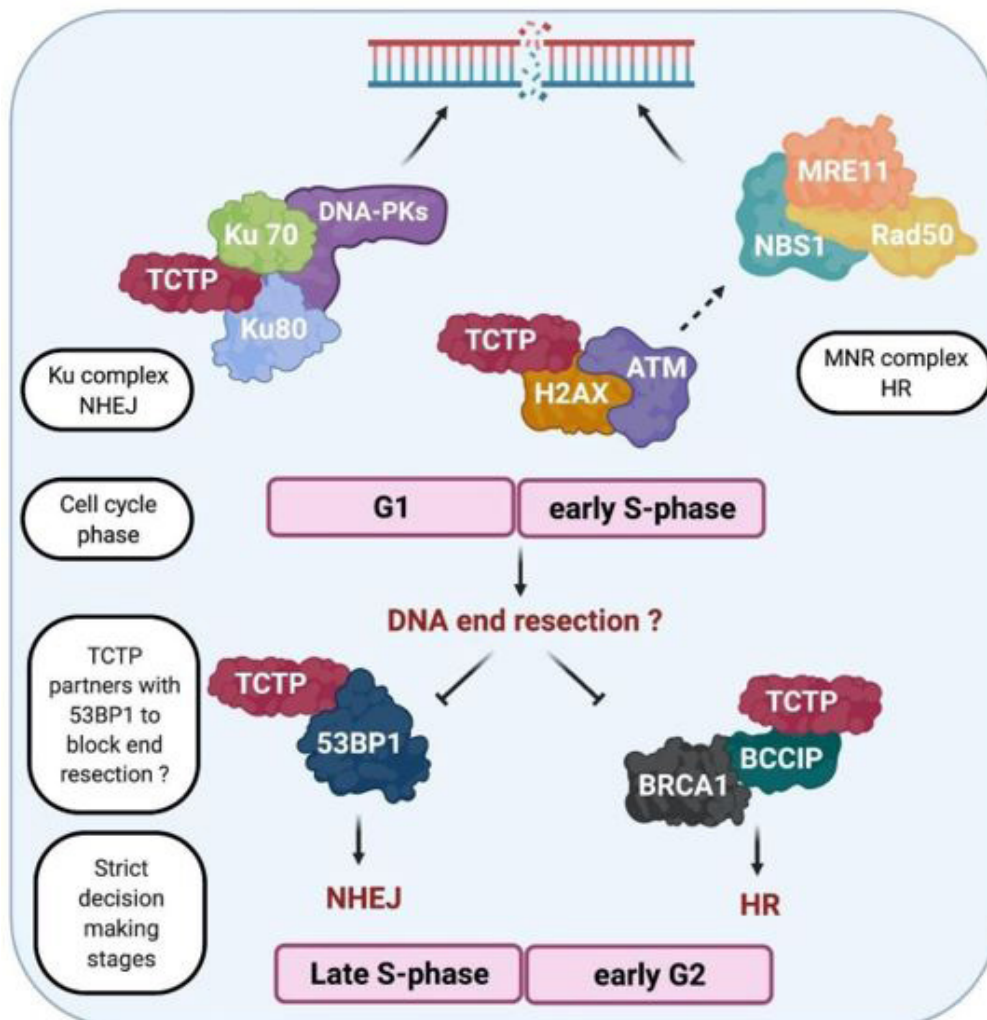 MRE11
DNA-PKs
Ku 70
NBS1
Rad50
TCTP
Ku80
TCTP
ATM
H2AX
Ku complex
NHEJ
MNR complex
HR
Cell cycle
phase
G1
early S-phase
DNA end resection ?
TCTP
partners with
53BP1 to
block end
resection ?
TCTP
53BP1
TCTP
BCCIP
BRCA1
Strict
decision
making
stages
NHEJ
HR
Late S-phase
early G2